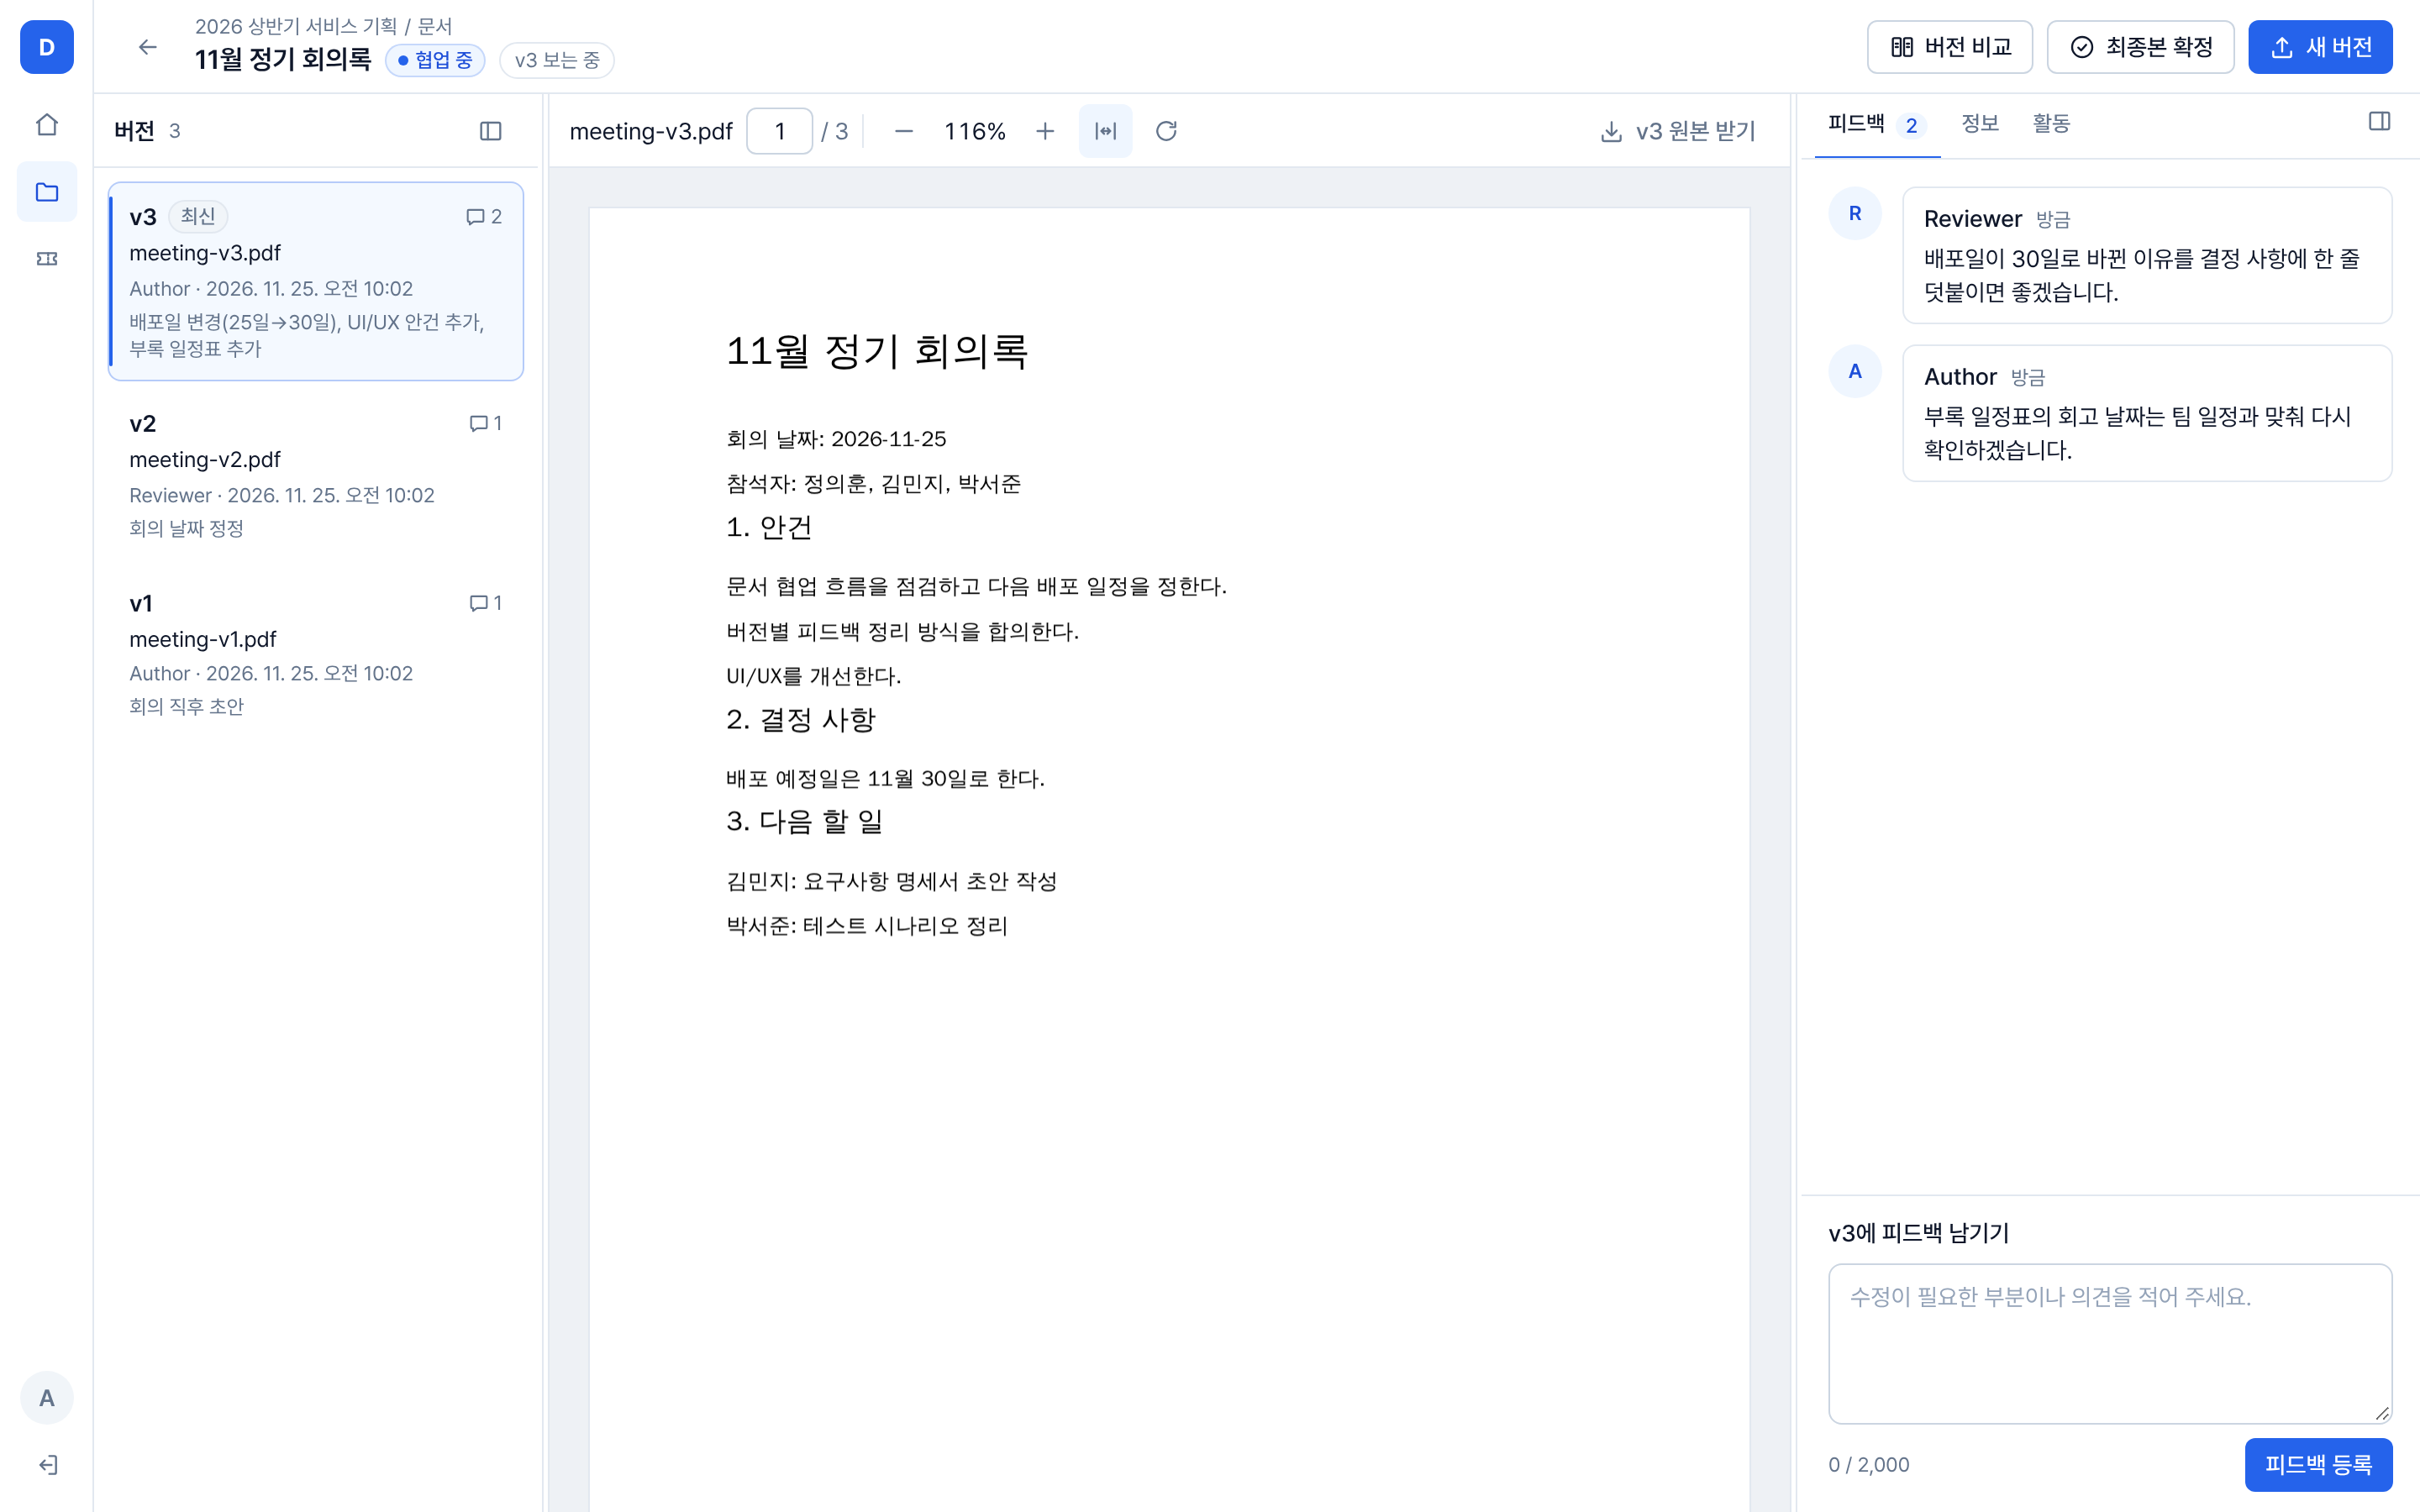 D
2026 상반기 서비스 기획 / 문서
11월 정기 회의록
협업 중
v3 보는 중
버전 비교
최종본 확정
새 버전
버전 3
v3 최신 2
meeting-v3.pdf
Author · 2026. 11. 25. 오전 10:02
배포일 변경(25일→30일), UI/UX 안건 추가,
부록 일정표 추가
v2 1
meeting-v2.pdf
Reviewer · 2026. 11. 25. 오전 10:02
회의 날짜 정정
v1 1
meeting-v1.pdf
Author · 2026. 11. 25. 오전 10:02
회의 직후 초안
A
meeting-v3.pdf 1 / 3 116% v3 원본 받기
11월 정기 회의록
회의 날짜: 2026-11-25
참석자: 정의훈, 김민지, 박서준
1. 안건
문서 협업 흐름을 점검하고 다음 배포 일정을 정한다.
버전별 피드백 정리 방식을 합의한다.
UI/UX를 개선한다.
2. 결정 사항
배포 예정일은 11월 30일로 한다.
3. 다음 할 일
김민지: 요구사항 명세서 초안 작성
박서준: 테스트 시나리오 정리
피드백 2 정보 활동
R
Reviewer 방금
배포일이 30일로 바뀐 이유를 결정 사항에 한 줄
덧붙이면 좋겠습니다.
A
Author 방금
부록 일정표의 회고 날짜는 팀 일정과 맞춰 다시
확인하겠습니다.
v3에 피드백 남기기
수정이 필요한 부분이나 의견을 적어 주세요.
0 / 2,000
피드백 등록